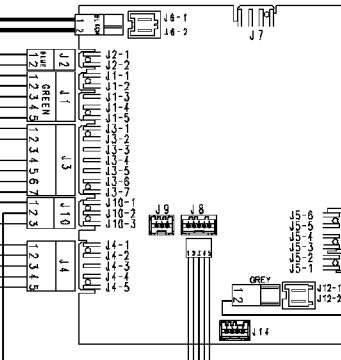 1
2
BLACK
J6-1
J6-2
J7
1
2
BLUE
J2
J2-1
J2-2
1
2
3
4
5
GREEN
J1
J1-1
J1-2
J1-3
J1-4
J1-5
1
2
3
4
5
6
7
J3
J3-1
J3-2
J3-3
J3-4
J3-5
J3-6
J3-7
1
2
3
J10
J10-1
J10-2
J10-3
1
2
3
4
5
J4
J4-1
J4-2
J4-3
J4-4
J4-5
J9
J8
J5-6
J5-5
J5-4
J5-3
J5-2
J5-1
GREY
1
2
J12-1
J12-2
J14